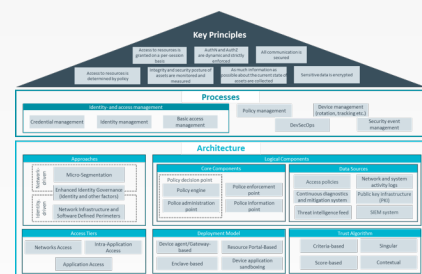 Key Principles
Access to resources is
granted on a per-session
basis
AuthN and AuthZ
are dynamic and strictly
enforced
All communication is
secured
Access to resources is
determined by policy
Integrity and security posture of
assets are monitored and
measured
As much information as
possible about the current state of
assets are collected
Sensitive data is encrypted
Processes
Identity- and access management
Credential management
Identity management
Basic access
management
Policy management
Device management
(rotation, tracking etc.)
DevSecOps
Security event
management
Architecture
Approaches
Network-
driven
Micro-Segmentation
Enhanced Identity Governance
(Identity and other factors)
Identity-
driven
Network Infrastructure and
Software Defined Perimeters
Logical Components
Core Components
Policy decision point
Policy engine
Policy administration
point
Policy enforcement
point
Policy information
point
Data Sources
Access policies
Network and system
activity logs
Continuous diagnostics
and mitigation system
Public key infrastructure
(PKI)
Threat intelligence feed
SIEM system
Access Tiers
Networks Access
Intra-Application
Access
Application Access
Deployment Model
Device agent/Gateway-
based
Resource Portal-Based
Enclave-based
Device application
sandboxing
Trust Algorithm
Criteria-based
Singular
Score-based
Contextual